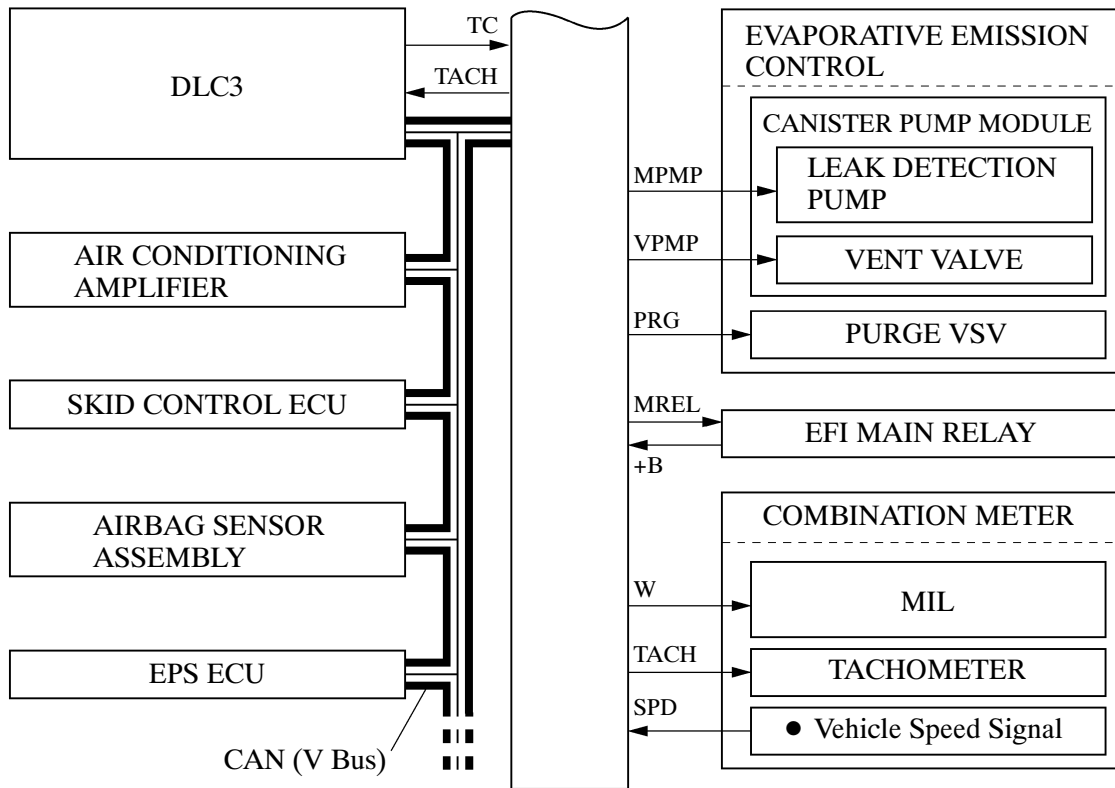 DLC3
TC
TACH
AIR CONDITIONING
AMPLIFIER
SKID CONTROL ECU
AIRBAG SENSOR
ASSEMBLY
EPS ECU
CAN (V Bus)
EVAPORATIVE EMISSION
CONTROL
CANISTER PUMP MODULE
MPMP
LEAK DETECTION
PUMP
VPMP
VENT VALVE
PRG
PURGE VSV
MREL
+B
EFI MAIN RELAY
COMBINATION METER
W
MIL
TACH
TACHOMETER
SPD
● Vehicle Speed Signal